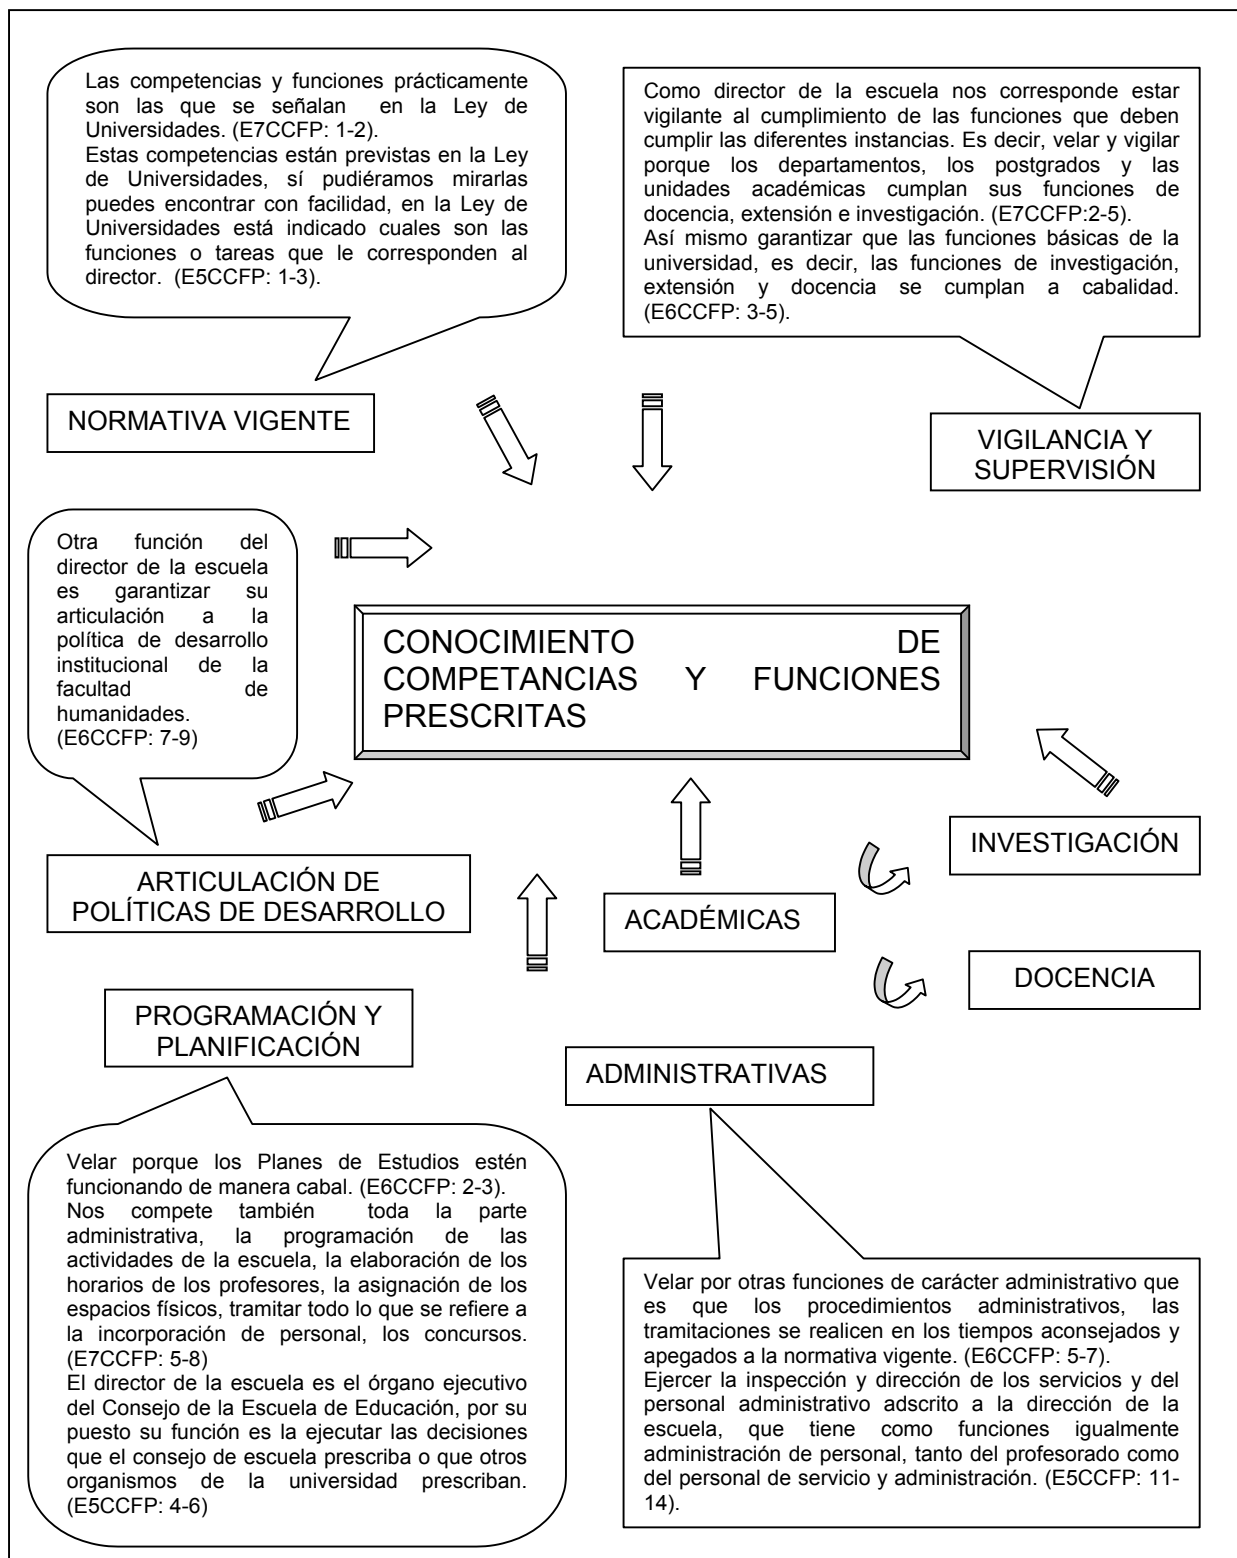 Las competencias y funciones prácticamente
son las que se señalan en la Ley de
Universidades. (E7CCFP: 1-2).
Estas competencias están previstas en la Ley
de Universidades, sí pudiéramos mirarlas
puedes encontrar con facilidad, en la Ley de
Universidades está indicado cuales son las
funciones o tareas que le corresponden al
director. (E5CCFP: 1-3).
Como director de la escuela nos corresponde estar
vigilante al cumplimiento de las funciones que deben
cumplir las diferentes instancias. Es decir, velar y vigilar
porque los departamentos, los postgrados y las
unidades académicas cumplan sus funciones de
docencia, extensión e investigación. (E7CCFP:2-5).
Así mismo garantizar que las funciones básicas de la
universidad, es decir, las funciones de investigación,
extensión y docencia se cumplan a cabalidad.
(E6CCFP: 3-5).
NORMATIVA VIGENTE
VIGILANCIA Y
SUPERVISIÓN
Otra función del
director de la escuela
es garantizar su
articulación a la
política de desarrollo
institucional de la
facultad de
humanidades.
(E6CCFP: 7-9)
CONOCIMIENTO DE
COMPETANCIAS Y FUNCIONES
PRESCRITAS
INVESTIGACIÓN
ARTICULACIÓN DE
POLÍTICAS DE DESARROLLO
ACADÉMICAS
DOCENCIA
PROGRAMACIÓN Y
PLANIFICACIÓN
ADMINISTRATIVAS
Velar porque los Planes de Estudios estén
funcionando de manera cabal. (E6CCFP: 2-3).
Nos compete también toda la parte
administrativa, la programación de las
actividades de la escuela, la elaboración de los
horarios de los profesores, la asignación de los
espacios físicos, tramitar todo lo que se refiere a
la incorporación de personal, los concursos.
(E7CCFP: 5-8)
El director de la escuela es el órgano ejecutivo
del Consejo de la Escuela de Educación, por su
puesto su función es la ejecutar las decisiones
que el consejo de escuela prescriba o que otros
organismos de la universidad prescriban.
(E5CCFP: 4-6)
Velar por otras funciones de carácter administrativo que
es que los procedimientos administrativos, las
tramitaciones se realicen en los tiempos aconsejados y
apegados a la normativa vigente. (E6CCFP: 5-7).
Ejercer la inspección y dirección de los servicios y del
personal administrativo adscrito a la dirección de la
escuela, que tiene como funciones igualmente
administración de personal, tanto del profesorado como
del personal de servicio y administración. (E5CCFP: 11-
14).